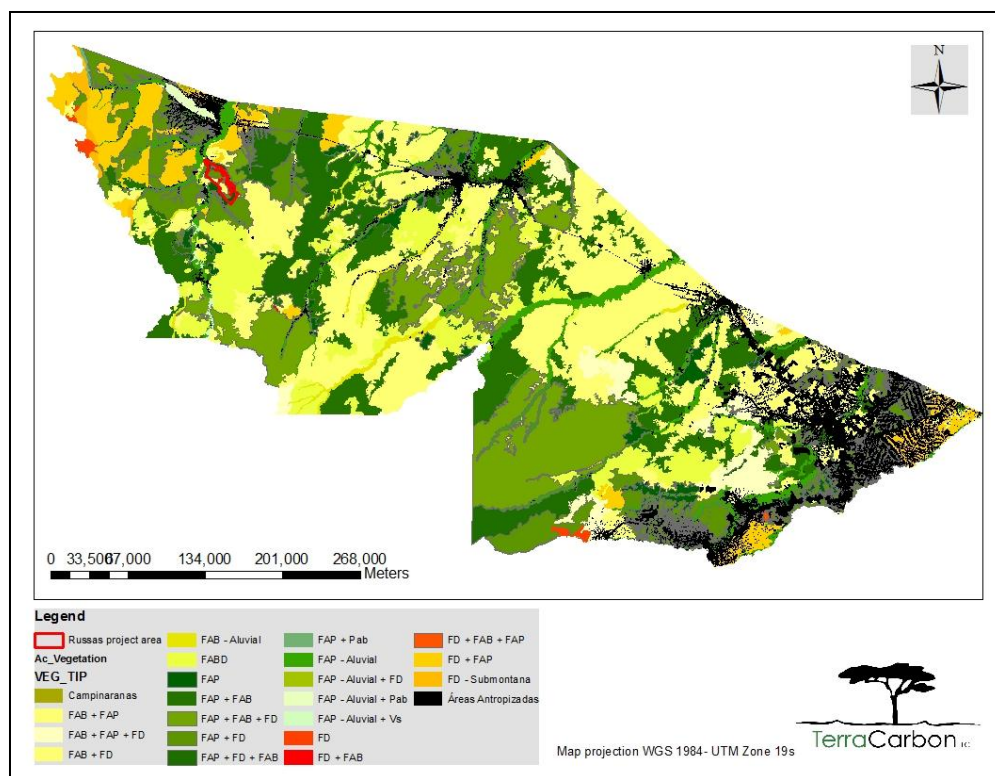 N
0 33,500 67,000 134,000 201,000 268,000
Meters
Legend
Russas project area
Ac_Vegetation
VEG_TIP
Campinaranas
FAB + FAP
FAB + FAP + FD
FAB + FD
FAB - Aluvial
FABD
FAP
FAP + FAB
FAP + FAB + FD
FAP + FD
FAP + FD + FAB
FAP + Pab
FAP - Aluvial
FAP - Aluvial + FD
FAP - Aluvial + Pab
FAP - Aluvial + Vs
FD
FD + FAB
FD + FAB + FAP
FD + FAP
FD - Submontana
Áreas Antropizadas
Map projection WGS 1984- UTM Zone 19s
TerraCarbon